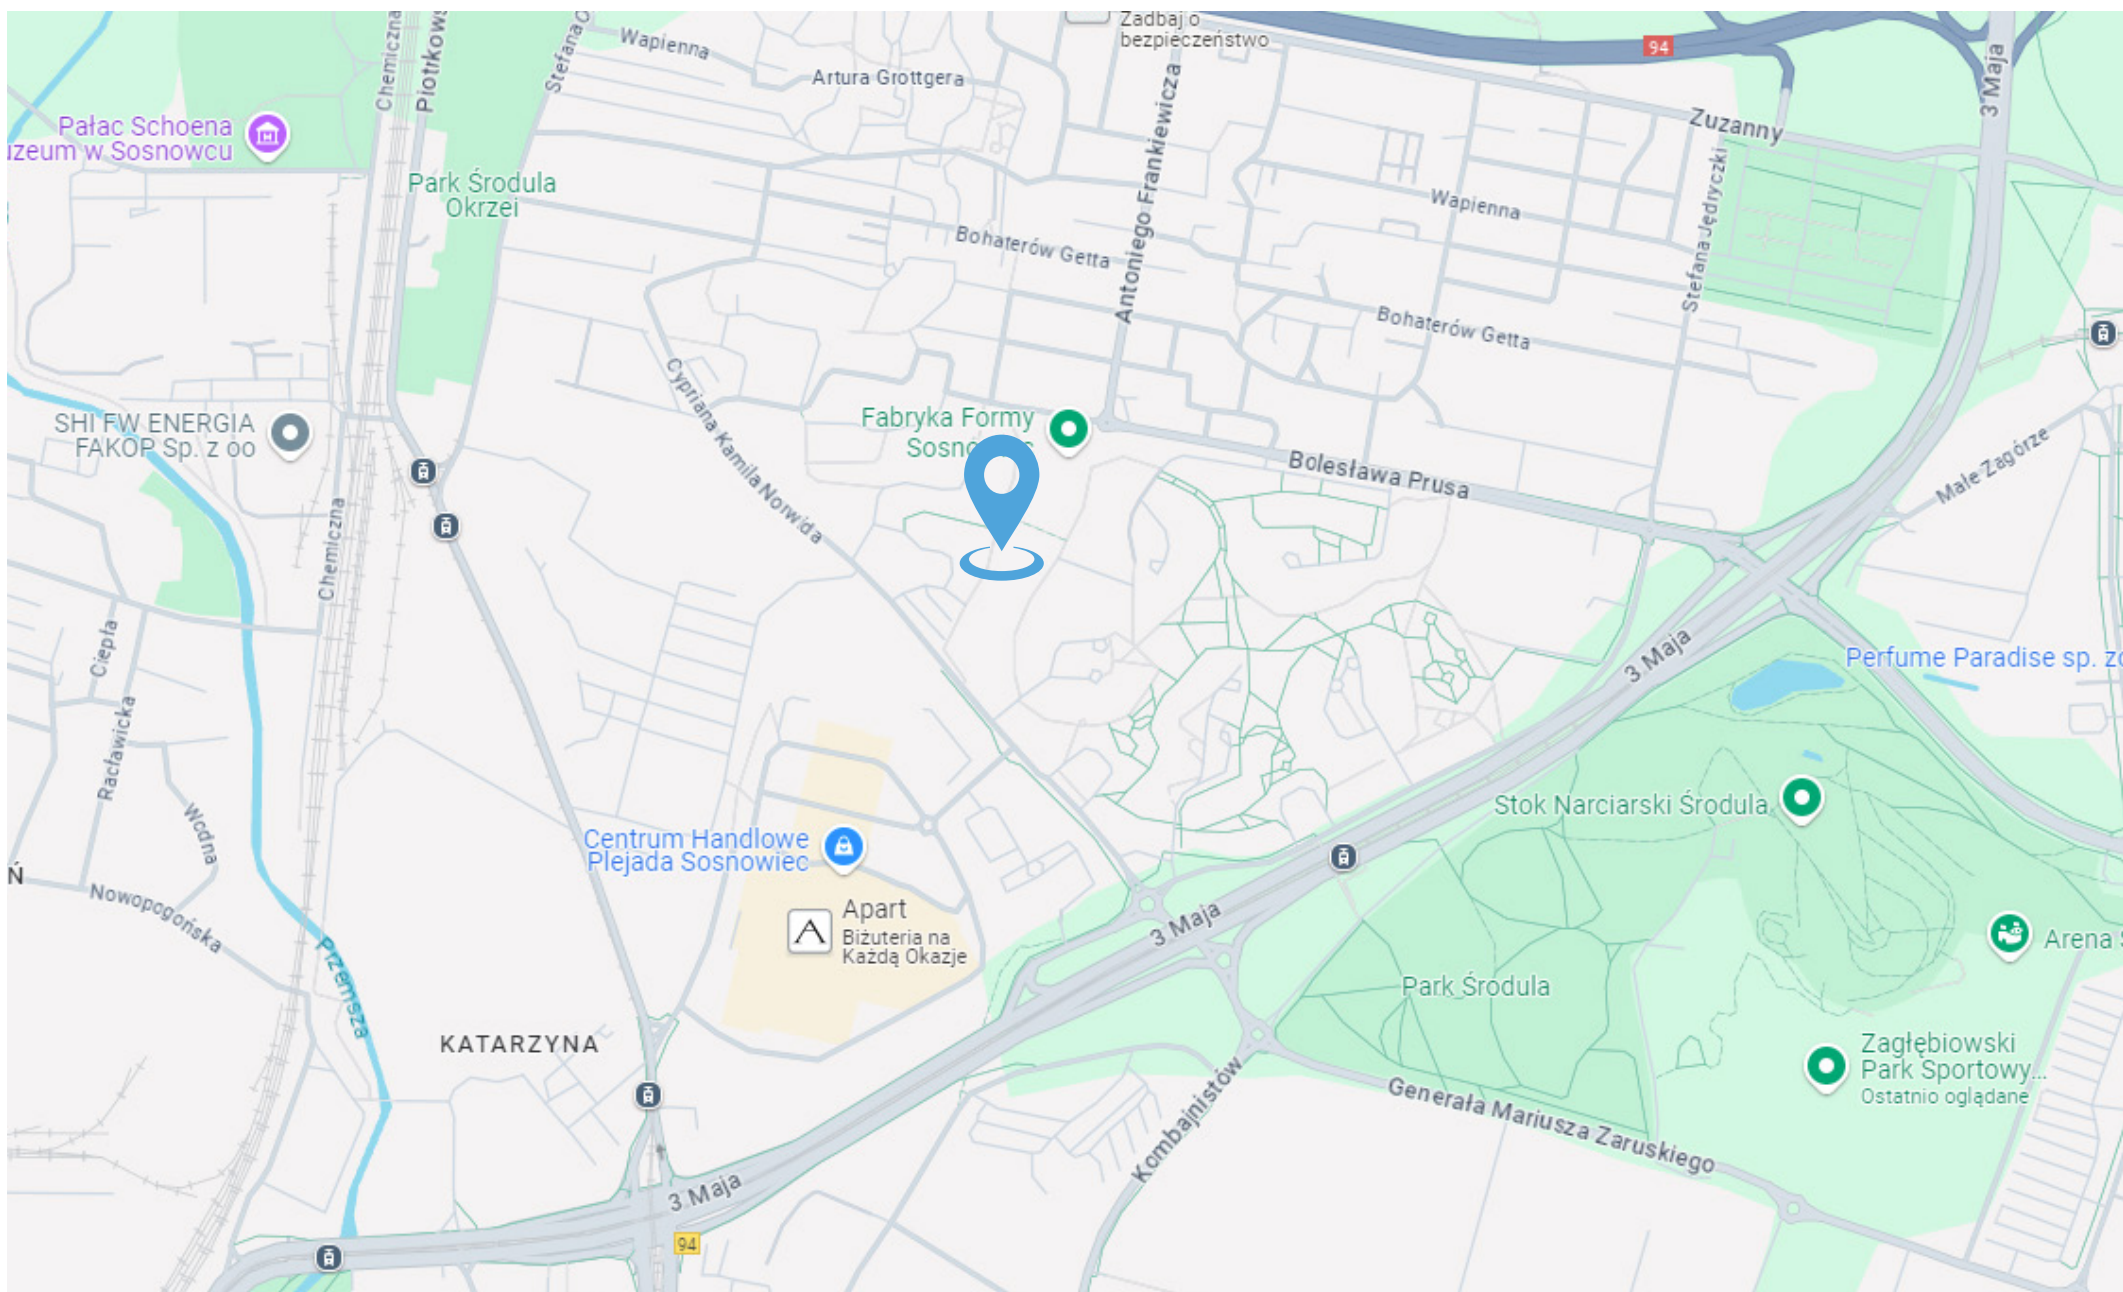 Zadbaj o
bezpieczeństwo
94
Wapienna
Artura Grottgera
Chemiczna
3 Maja
Zuzanny
Pałac Schoena
uzeum w Sosnowcu
Park Środula
Okrzei
Antoniego Frankiewicza
Wapienna
Stefana Jędryczki
Bohaterów Getta
Bohaterów Getta
Cypriana Kamila Norwida
SHI FW ENERGIA
FAKOP Sp. z oo
Fabryka Formy
Bolesława Prusa
Małe Zagórze
Chemiczna
Ciepła
3 Maja
Perfume Paradise sp.
Racławicka
Stok Narciarski Środula
Wodna
Centrum Handlowe
Plejada Sosnowiec
Ń
Nowopogońska
Apart
Biżuteria na
Każdą Okazje
3 Maja
Arena
Przemsza
Park Środula
KATARZYNA
Zagłębiowski
Park Sportowy...
Ostatnio oglądane
Kombajnistów
Generała Mariusza Zaruskiego
3 Maja
94